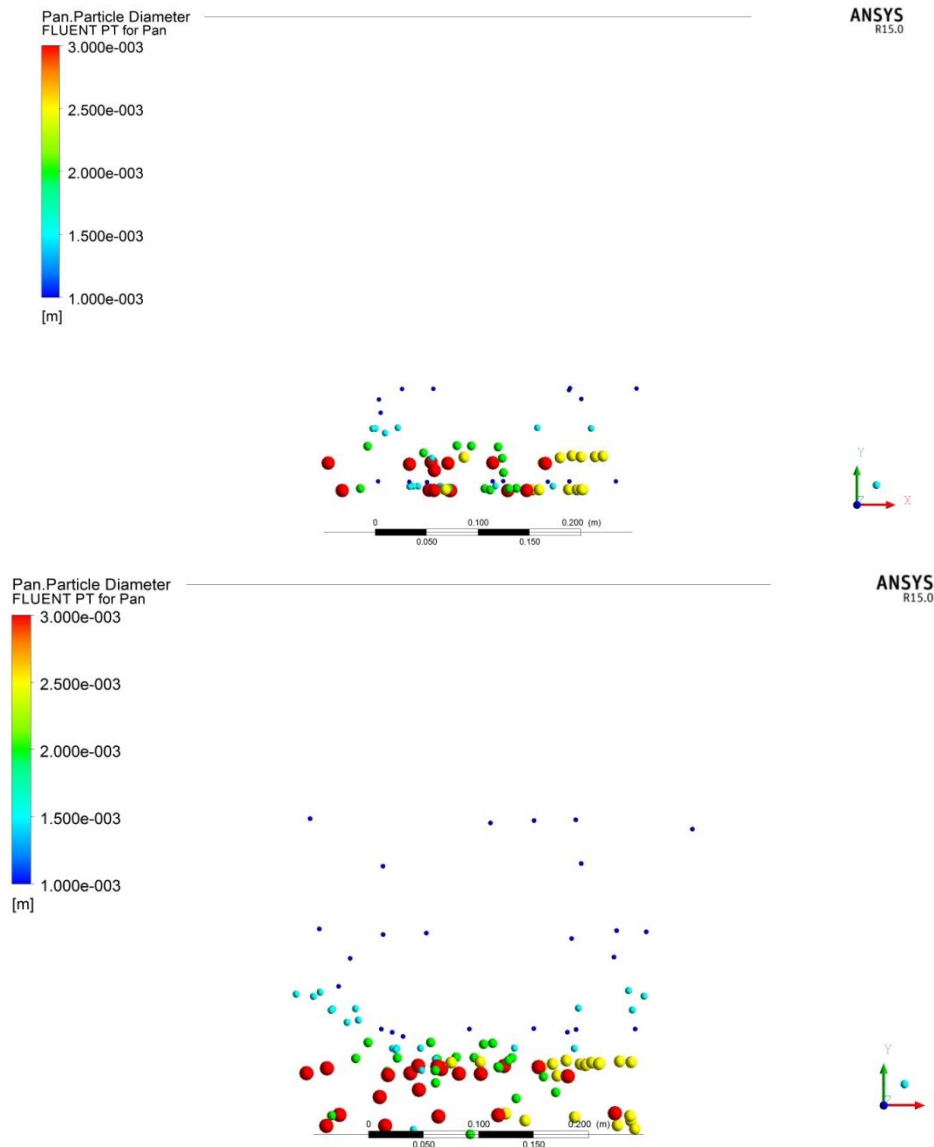 Pan.Particle Diameter
FLUENT PT for Pan
ANSYS
R15.0
3.000e-003
2.500e-003
2.000e-003
1.500e-003
1.000e-003
[m]
Y
Z
X
0 0.100 0.200 (m)
0.050 0.150
Pan.Particle Diameter
FLUENT PT for Pan
ANSYS
R15.0
3.000e-003
2.500e-003
2.000e-003
1.500e-003
1.000e-003
[m]
Y
Z
0 0.100 0.200 (m)
0.050 0.150